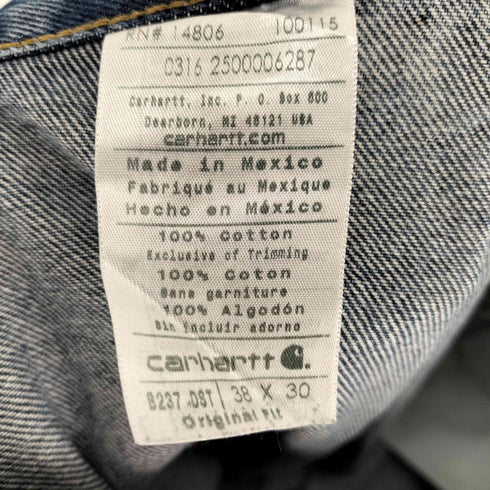 RN# 14806 100115
0316 2500006287
Carhartt, Inc. P. O. Box 600
Dearborn, MI 48121 USA
carhartt.com
Made in Mexico
Fabriqué au Mexique
Hecho en México
100% Cotton
Exclusive of Trimming
100% Coton
Sans garniture
100% Algodón
Sin incluir adorno
carhartt
B237 .DST 38 X 30
Original Fit